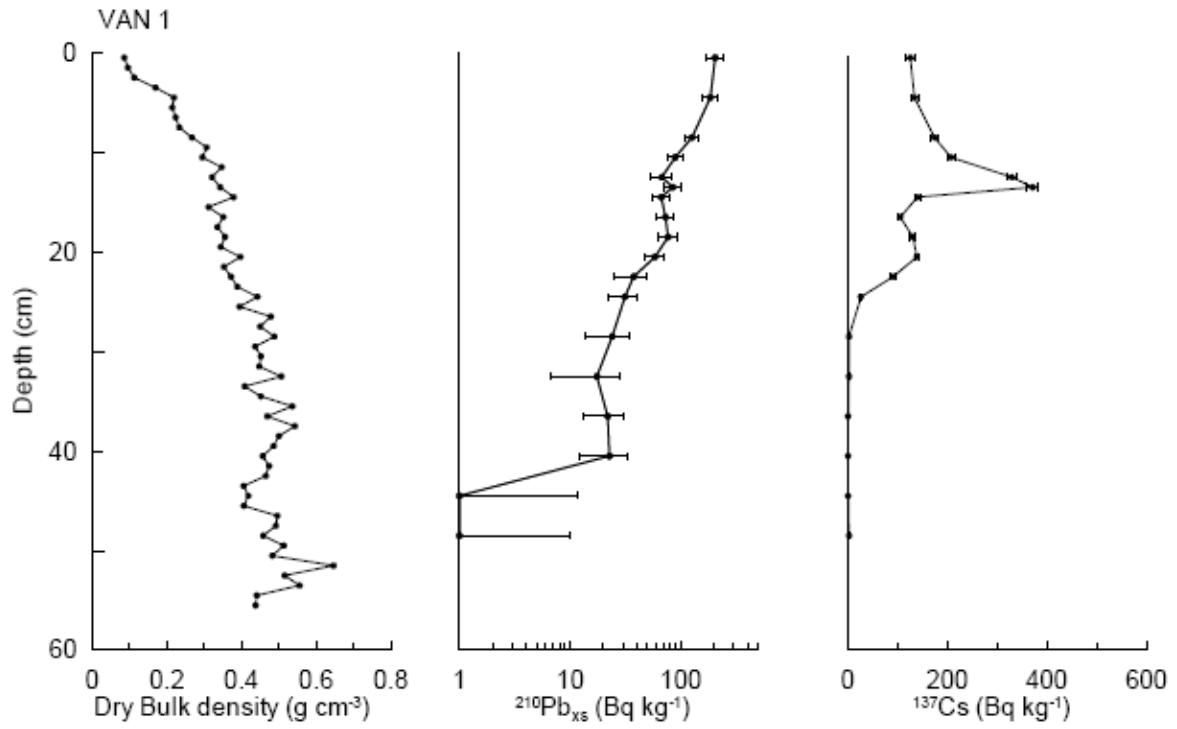 VAN 1
0
20
40
60
Depth (cm)
0 0.2 0.4 0.6 0.8
Dry Bulk density (g cm-3)
1 10 100
210Pbxs (Bq kg-1)
0 200 400 600
137Cs (Bq kg-1)